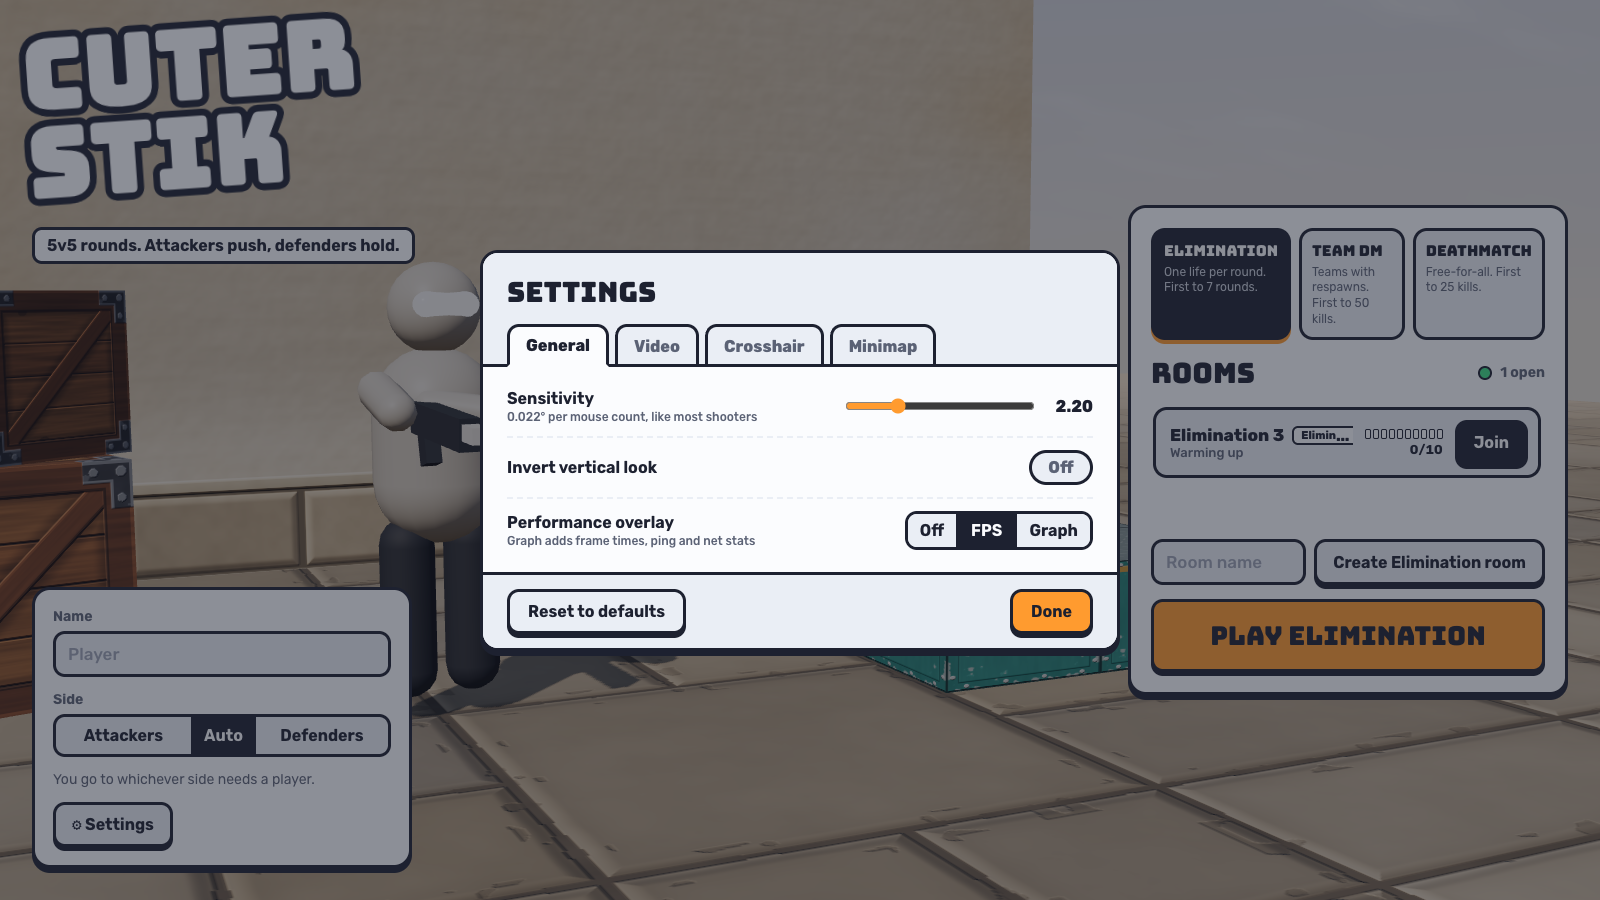 CUTER
STIK
5v5 rounds. Attackers push, defenders hold.
Name
Player
Side
Attackers
Auto
Defenders
You go to whichever side needs a player.
⚙ Settings
SETTINGS
General
Video
Crosshair
Minimap
Sensitivity
0.022° per mouse count, like most shooters
2.20
Invert vertical look
Off
Performance overlay
Graph adds frame times, ping and net stats
Off
FPS
Graph
Reset to defaults
Done
ELIMINATION
One life per round.
First to 7 rounds.
TEAM DM
Teams with
respawns.
First to 50
kills.
DEATHMATCH
Free-for-all. First
to 25 kills.
ROOMS
1 open
Elimination 3
Elimin...
Warming up
0/10
Join
Room name
Create Elimination room
PLAY ELIMINATION